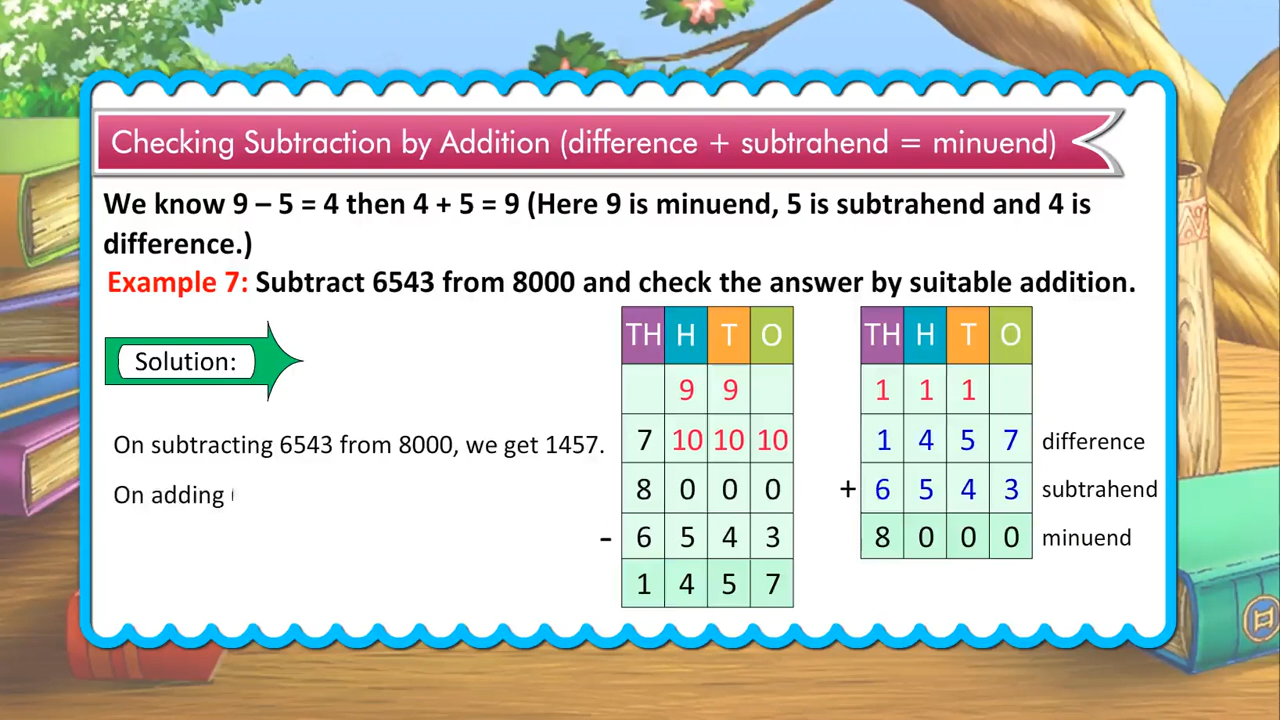 Checking Subtraction by Addition (difference + subtrahend = minuend)
We know 9 – 5 = 4 then 4 + 5 = 9 (Here 9 is minuend, 5 is subtrahend and 4 is
difference.)
Example 7: Subtract 6543 from 8000 and check the answer by suitable addition.
Solution:
On subtracting 6543 from 8000, we get 1457.
On adding
TH H T O
9 9
7 10 10 10
8 0 0 0
- 6 5 4 3
1 4 5 7
TH H T O
1 1 1
1 4 5 7 difference
+ 6 5 4 3 subtrahend
8 0 0 0 minuend